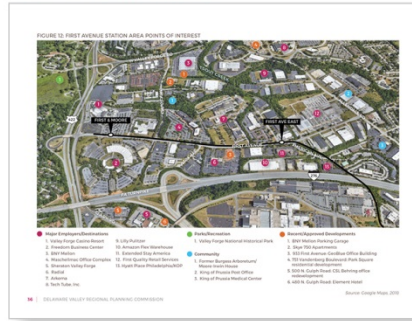 FIGURE 12: FIRST AVENUE STATION AREA POINTS OF INTEREST
FIRST & MOORE
FIRST AVE EAST
Major Employers/Destinations
1. Valley Forge Casino Resort
2. Freedom Business Center
3. BNY Mellon
4. Maschellmac Office Complex
5. Sheraton Valley Forge
6. Radial
7. Arkema
8. Tech Tube, Inc.
9. Lilly Pulitzer
10. Amazon Flex Warehouse
11. Extended Stay America
12. Fire Quality Retail Services
13. Hyatt Place Philadelphia/KOP
Parks/Recreation
1. Valley Forge National Historical Park
Community
1. Former Burgess Arboretum/
Moore-Irwin House
2. King of Prussia Post Office
3. King of Prussia Medical Center
Recent/Approved Developments
1. BNY Mellon Parking Garage
2. Skye 750 Apartments
3. 933 First Avenue-GeoBlue Office Building
4. 751 Vandenberg Boulevard-Park Square
residential development
5. 500 N. Gulph Road: CSL Behring office
redevelopment
6. 460 N. Gulph Road: Element Hotel
Source: Google Maps, 2018
DELAWARE VALLEY REGIONAL PLANNING COMMISSION